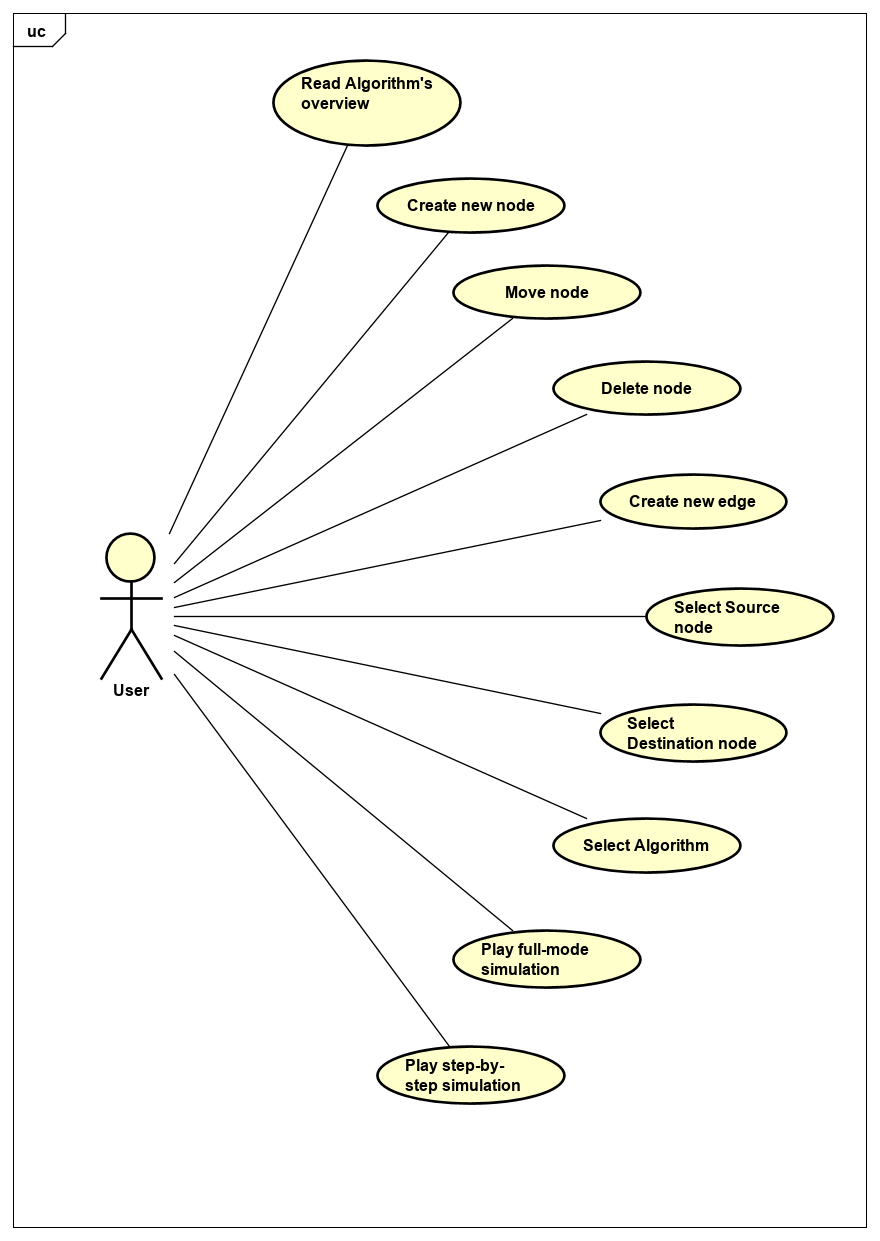 uc
Read Algorithm's
overview
Create new node
Move node
Delete node
Create new edge
Select Source
node
User
Select
Destination node
Select Algorithm
Play full-mode
simulation
Play step-by-
step simulation